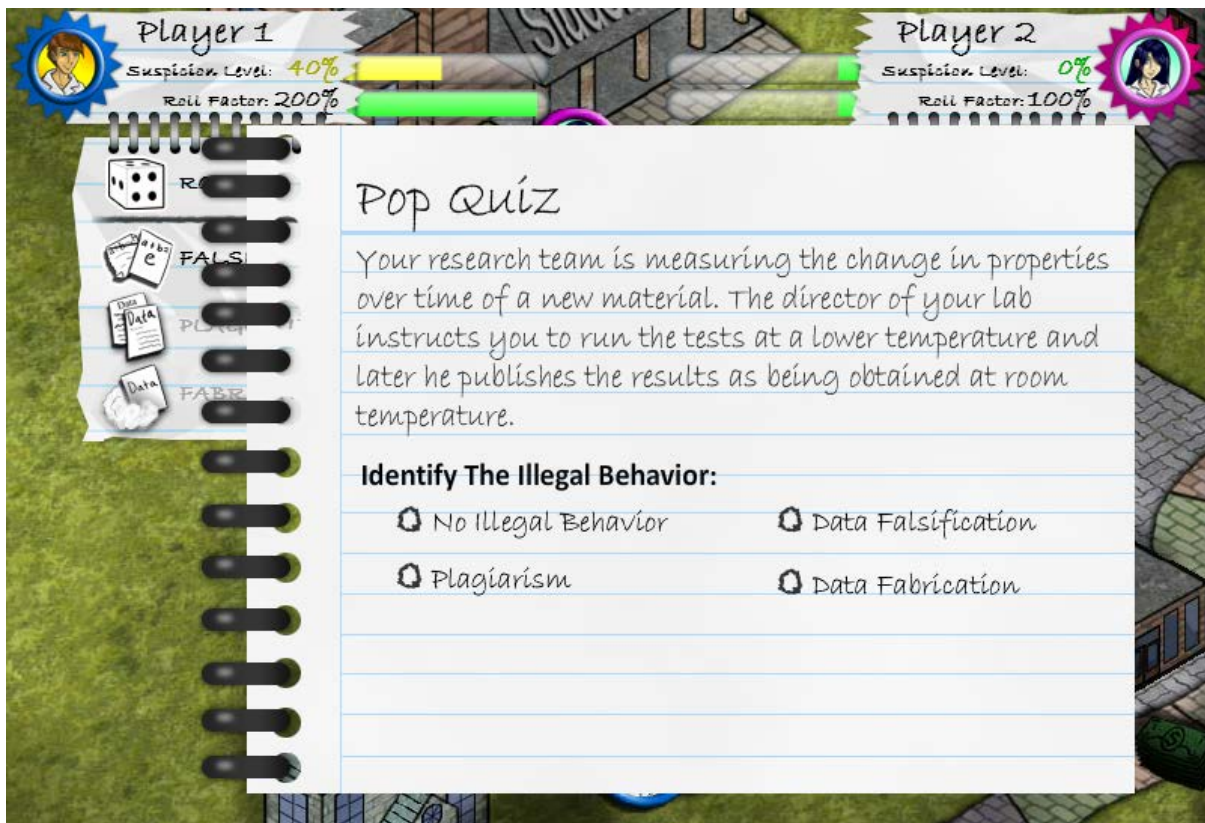 Player 1
Suspicion Level: 40%
Roll Factor: 200%
Player 2
Suspicion Level: 0%
Roll Factor: 100%
FALSI
FABR
Pop Quiz
Your research team is measuring the change in properties
over time of a new material. The director of your lab
instructs you to run the tests at a lower temperature and
later he publishes the results as being obtained at room
temperature.
Identify The Illegal Behavior:
No Illegal Behavior
Data Falsification
Plagiarism
Data Fabrication